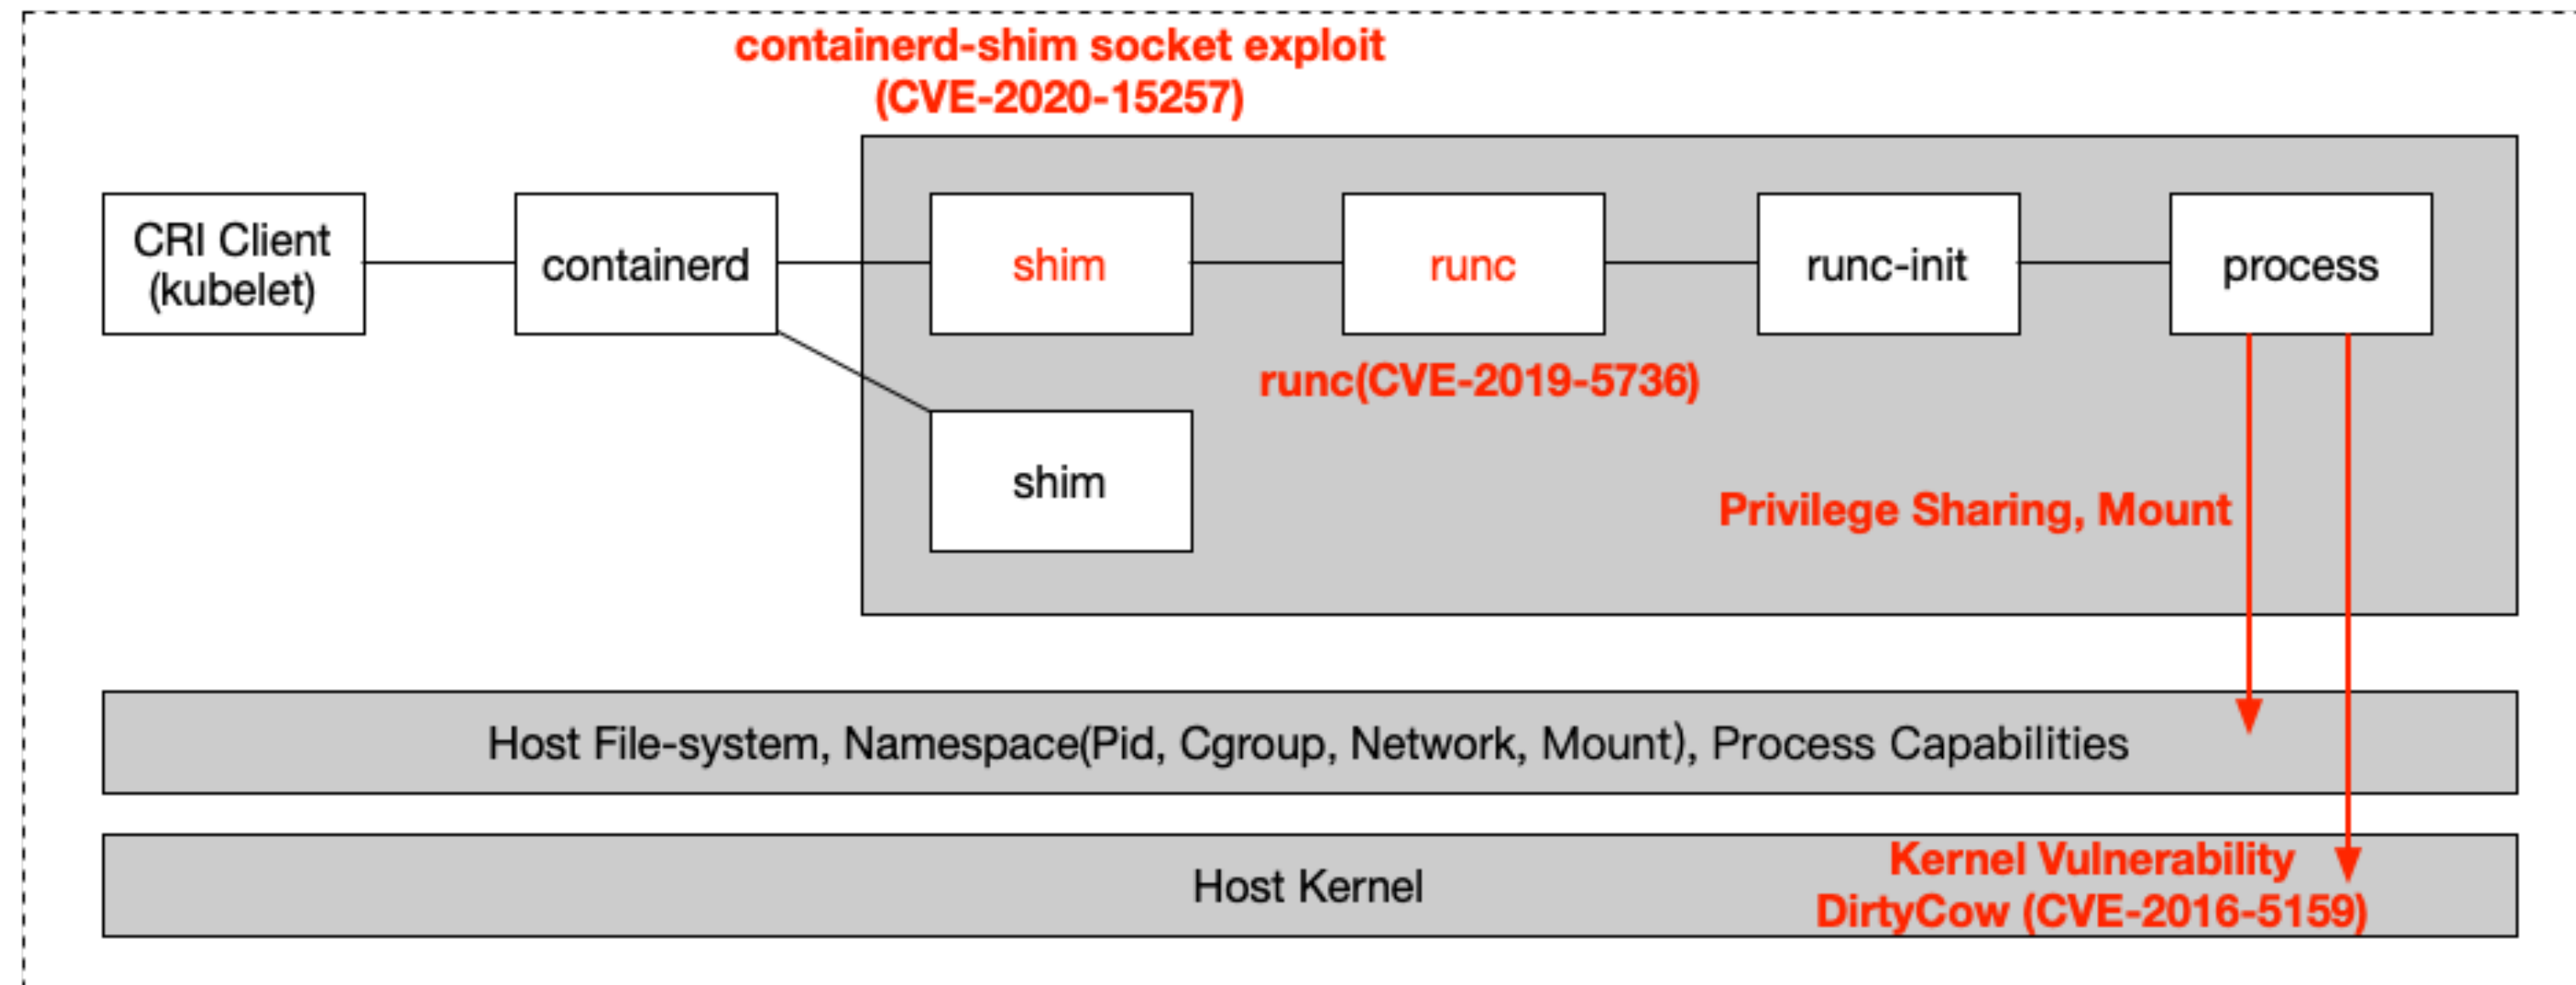 containerd-shim socket exploit
(CVE-2020-15257)
CRI Client
(kubelet)
containerd
shim
runc
runc-init
process
runc(CVE-2019-5736)
shim
Privilege Sharing, Mount
Host File-system, Namespace(Pid, Cgroup, Network, Mount), Process Capabilities
Host Kernel
Kernel Vulnerability
DirtyCow (CVE-2016-5159)